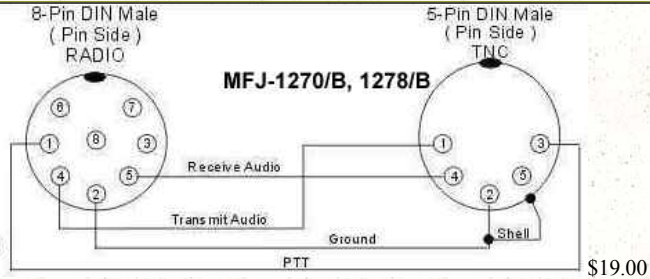 8-Pin DIN Male
( Pin Side )
RADIO
5-Pin DIN Male
( Pin Side )
TNC
MFJ-1270/B, 1278/B
6 7
1 8 3
4 5
2
1 3
4 5
2
Receive Audio
Transmit Audio
Ground
Shell
PTT
$19.00